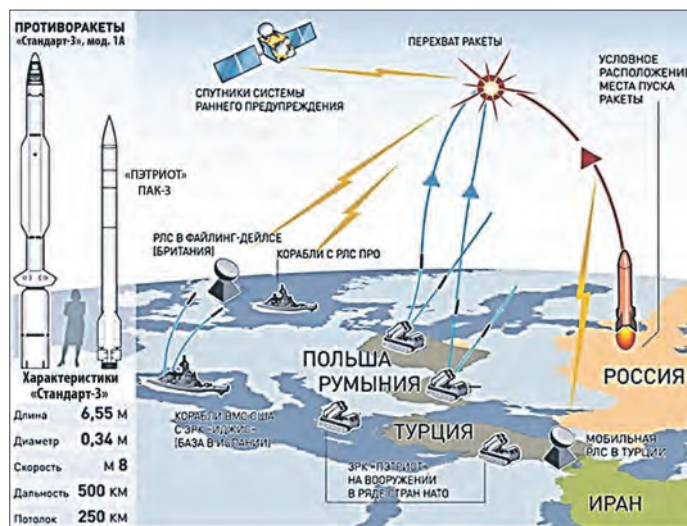 ПРОТИВОРАКЕТЫ
«Стандарт-3», мод. 1А
«ПЭТРИОТ»
ПАК-3
Характеристики
«Стандарт-3»
Длина 6,55 М
Диаметр 0,34 М
Скорость М 8
Дальность 500 КМ
Потолок 250 КМ
СПУТНИКИ СИСТЕМЫ
РАННЕГО ПРЕДУПРЕЖДЕНИЯ
ПЕРЕХВАТ РАКЕТЫ
УСЛОВНОЕ
РАСПОЛОЖЕНИЕ
МЕСТА ПУСКА
РАКЕТЫ
РЛС В ФАЙЛИНГ-ДЕЙЛСЕ
(БРИТАНИЯ)
КОРАБЛИ С РЛС ПРО
КОРАБЛИ ВМС США
С ЗРК «ИДЖИС»
(БАЗА В ИСПАНИИ)
ПОЛЬША
РУМЫНИЯ
ТУРЦИЯ
РОССИЯ
МОБИЛЬНАЯ
РЛС В ТУРЦИИ
ЗРК «ПЭТРИОТ»
НА ВООРУЖЕНИИ
В РЯДЕ СТРАН НАТО
ИРАН